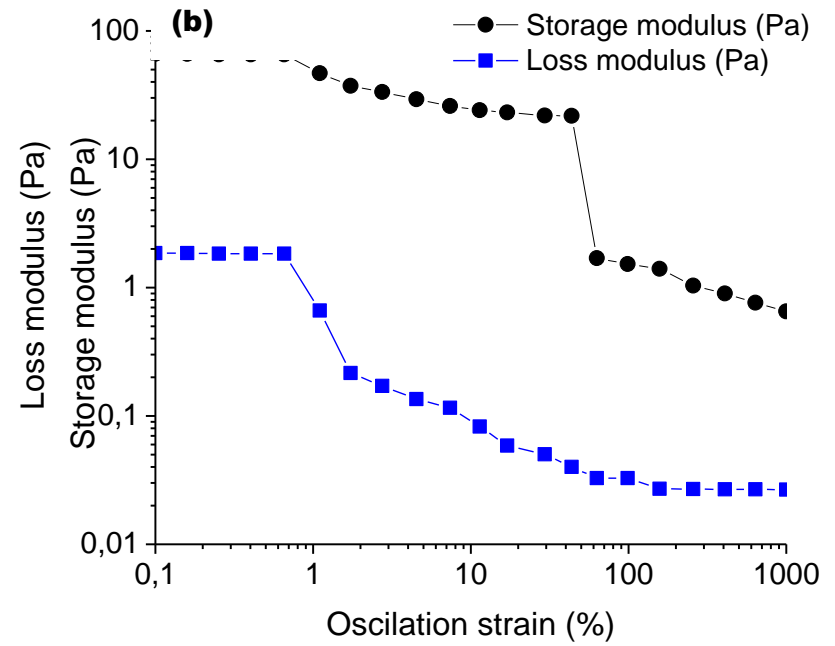 (b)
Storage modulus (Pa)
Loss modulus (Pa)
100
10
1
0,1
0,01
Loss modulus (Pa)
Storage modulus (Pa)
0,1
1
10
100
1000
Oscilation strain (%)